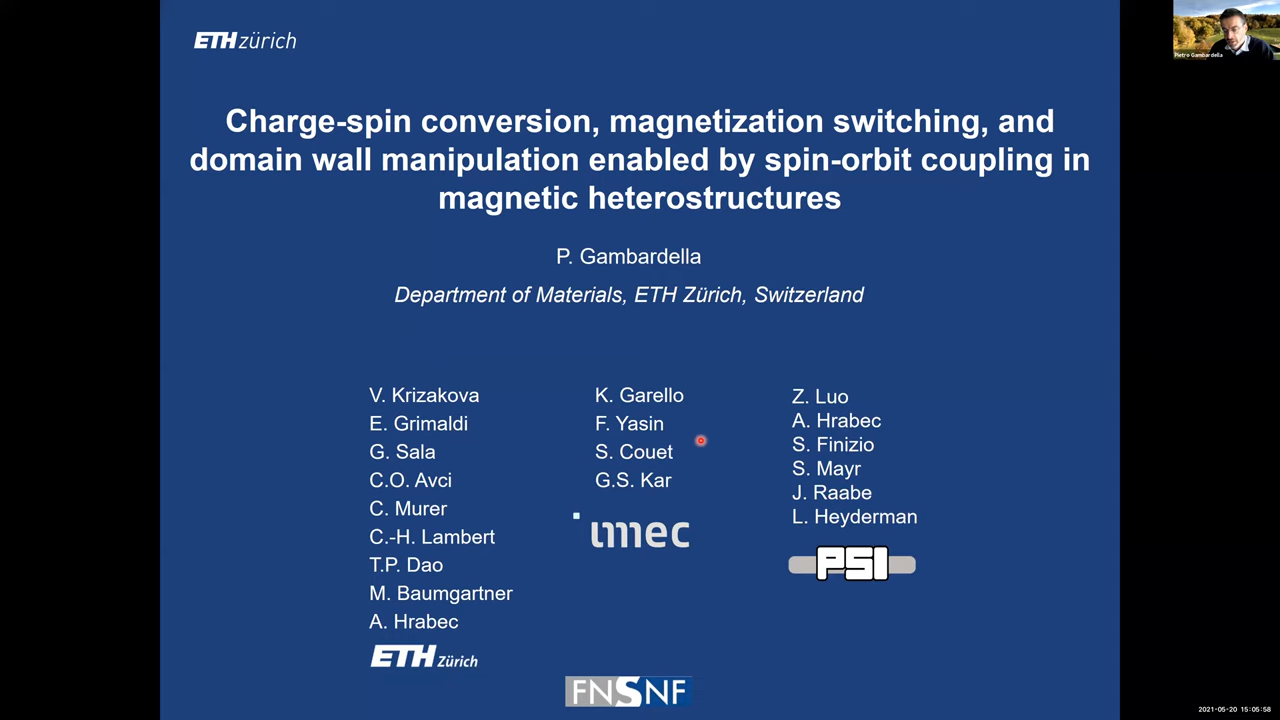 ETH zürich
Pietro Gambardella
Charge-spin conversion, magnetization switching, and
domain wall manipulation enabled by spin-orbit coupling in
magnetic heterostructures
P. Gambardella
Department of Materials, ETH Zürich, Switzerland
V. Krizakova
E. Grimaldi
G. Sala
C.O. Avci
C. Murer
C.-H. Lambert
T.P. Dao
M. Baumgartner
A. Hrabec
ETH Zürich
K. Garello
F. Yasin
S. Couet
G.S. Kar
imec
Z. Luo
A. Hrabec
S. Finizio
S. Mayr
J. Raabe
L. Heyderman
PSI
FNSNF
2021-05-20 15:05:58